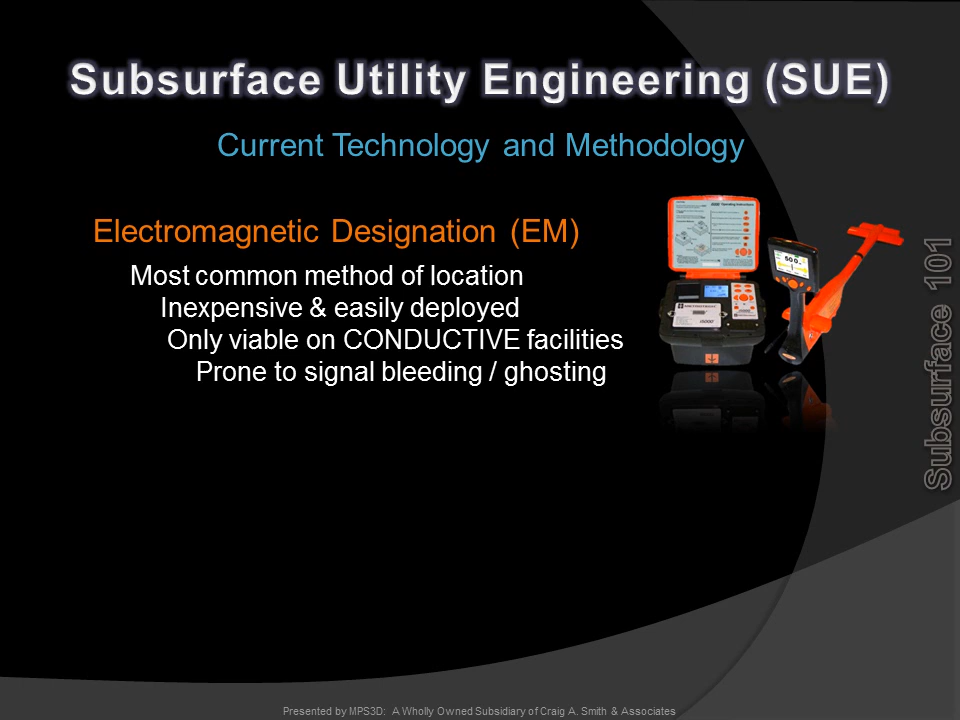 Subsurface Utility Engineering (SUE)
Current Technology and Methodology
Electromagnetic Designation (EM)
Most common method of location
Inexpensive & easily deployed
Only viable on CONDUCTIVE facilities
Prone to signal bleeding / ghosting
Subsurface 101
Presented by MPS3D: A Wholly Owned Subsidiary of Craig A. Smith & Associates